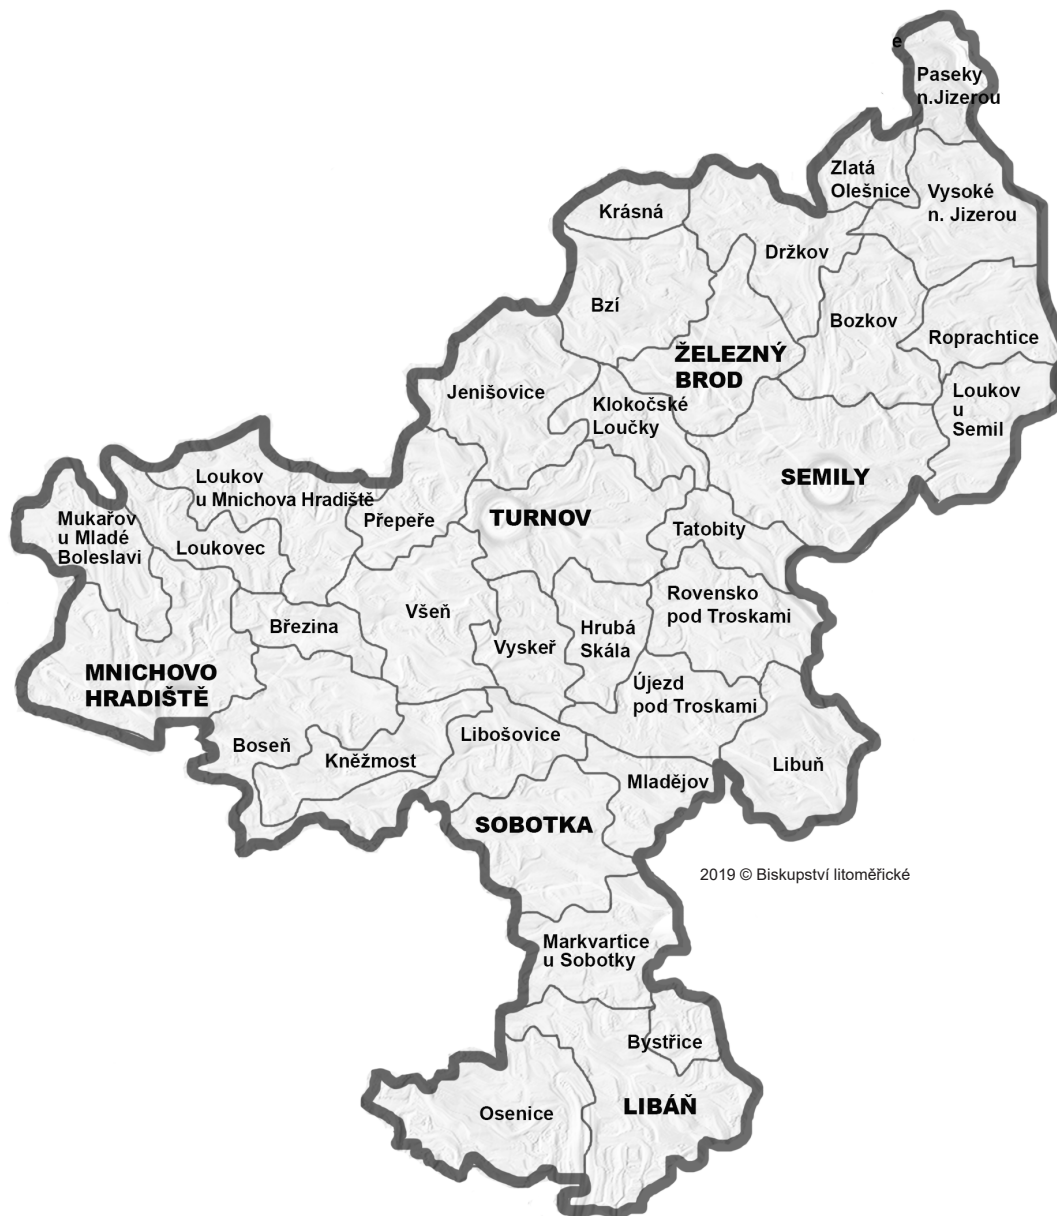 e
Paseky
n.Jizerou
Zlatá
Olešnice
Vysoké
n. Jizerou
Krásná
Držkov
Bzí
Bozkov
Roprachtice
ŽELEZNÝ
BROD
Jenišovice
Klokočské
Loučky
Loukov
u
Semil
SEMILY
Loukov
u Mnichova Hradiště
Přepeře
TURNOV
Tatobity
Mukařov
u Mladé
Boleslavi
Loukovec
Rovensko
pod Troskami
Všeň
Březina
Vyskeř
Hrubá
Skála
MNICHOVO
HRADIŠTĚ
Újezd
pod Troskami
Boseň
Kněžmost
Libošovice
Libuň
Mladějov
SOBOTKA
2019 © Biskupství litoměřické
Markvartice
u Sobotky
Bystřice
Osenice
LIBÁŇ